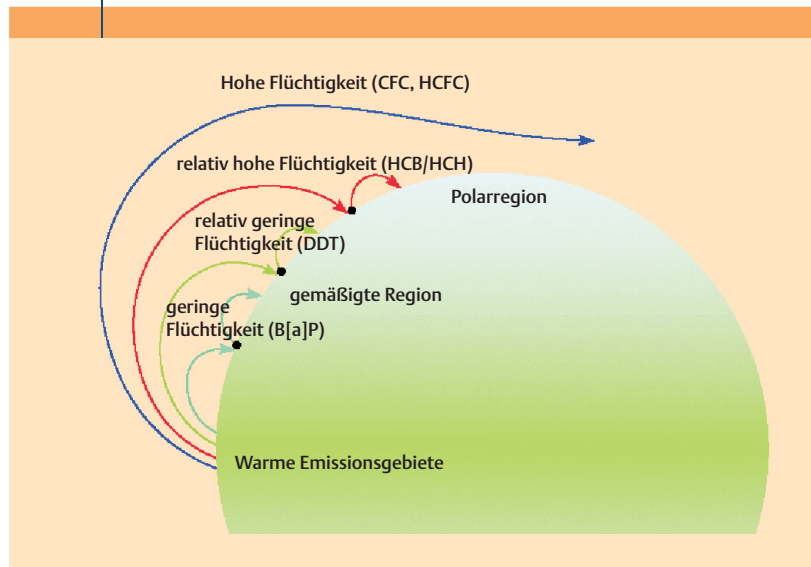 Hohe Flüchtigkeit (CFC, HCFC)
relativ hohe Flüchtigkeit (HCB/HCH)
Polarregion
relativ geringe
Flüchtigkeit (DDT)
gemäßigte Region
geringe
Flüchtigkeit (B[a]P)
Warme Emissionsgebiete